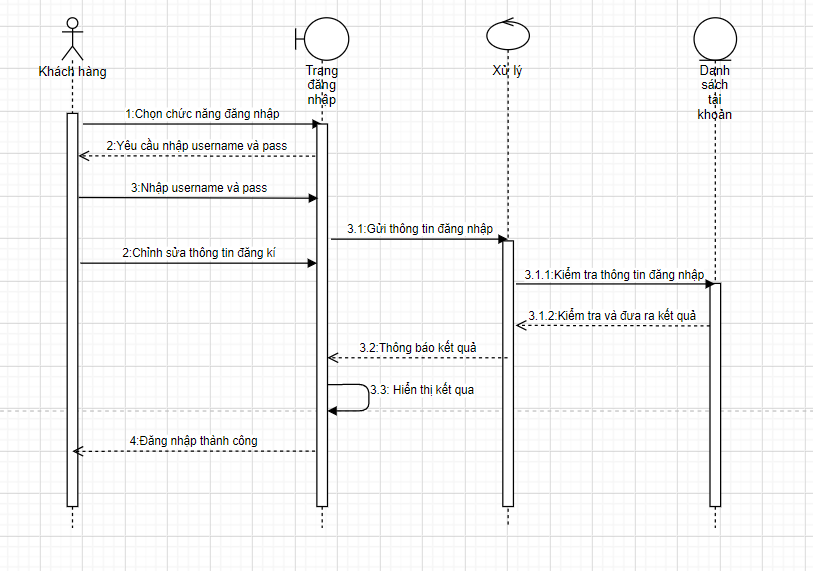 Khách hàng
Trang
đăng
nhập
Xử lý
Danh
sách
tài
khoản
1:Chọn chức năng đăng nhập
2:Yêu cầu nhập username và pass
3:Nhập username và pass
3.1:Gửi thông tin đăng nhập
2:Chỉnh sửa thông tin đăng kí
3.1.1:Kiểm tra thông tin đăng nhập
3.1.2:Kiểm tra và đưa ra kết quả
3.2:Thông báo kết quả
3.3: Hiển thị kết qua
4:Đăng nhập thành công